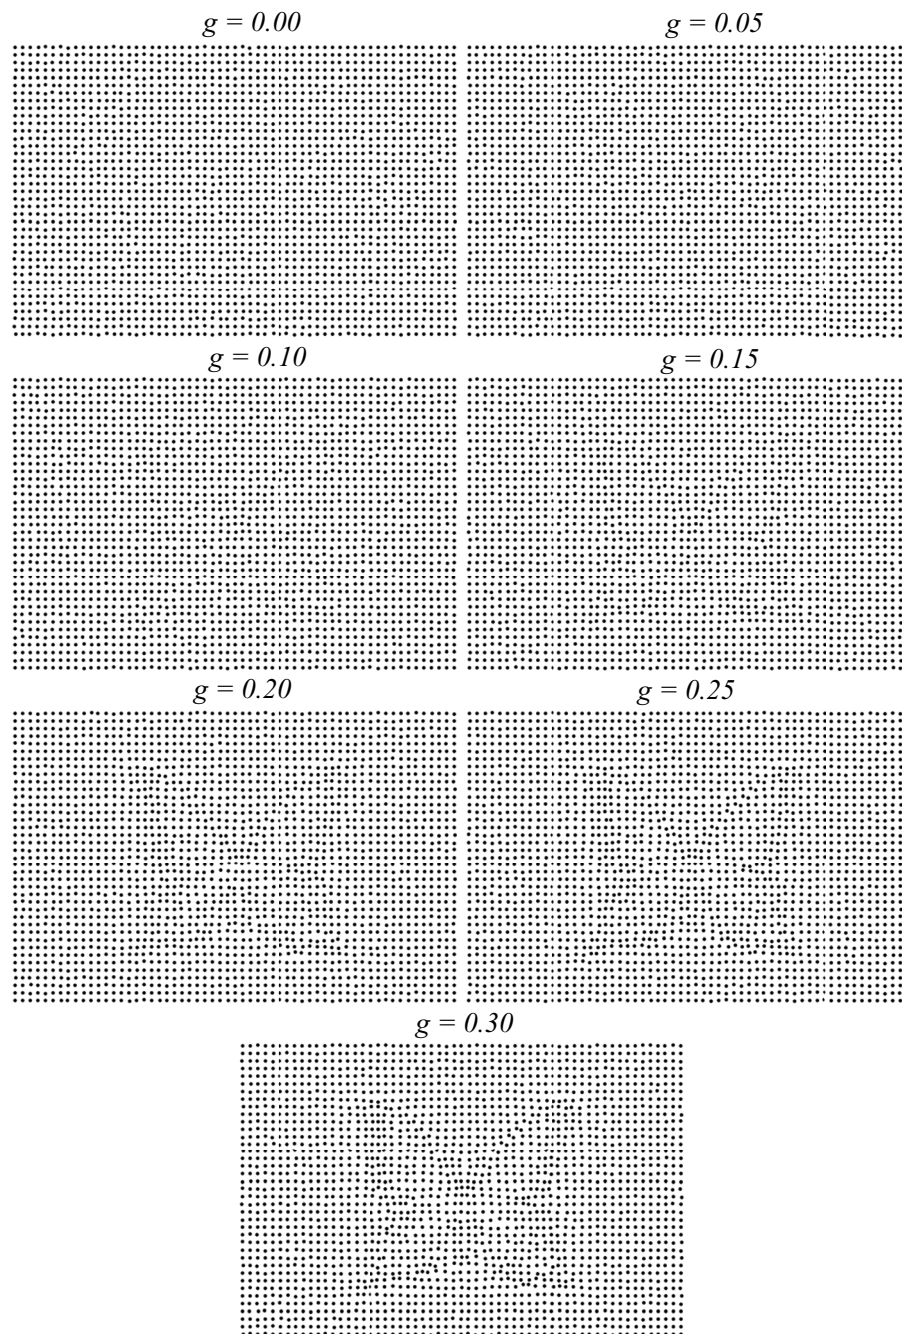 g = 0.00
g = 0.05
g = 0.10
g = 0.15
g = 0.20
g = 0.25
g = 0.30